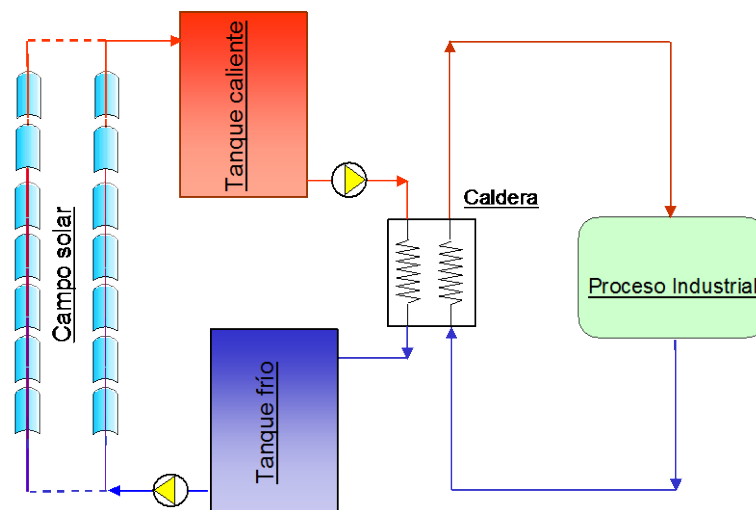 Campo solar
Tanque caliente
Tanque frío
Caldera
Proceso Industrial